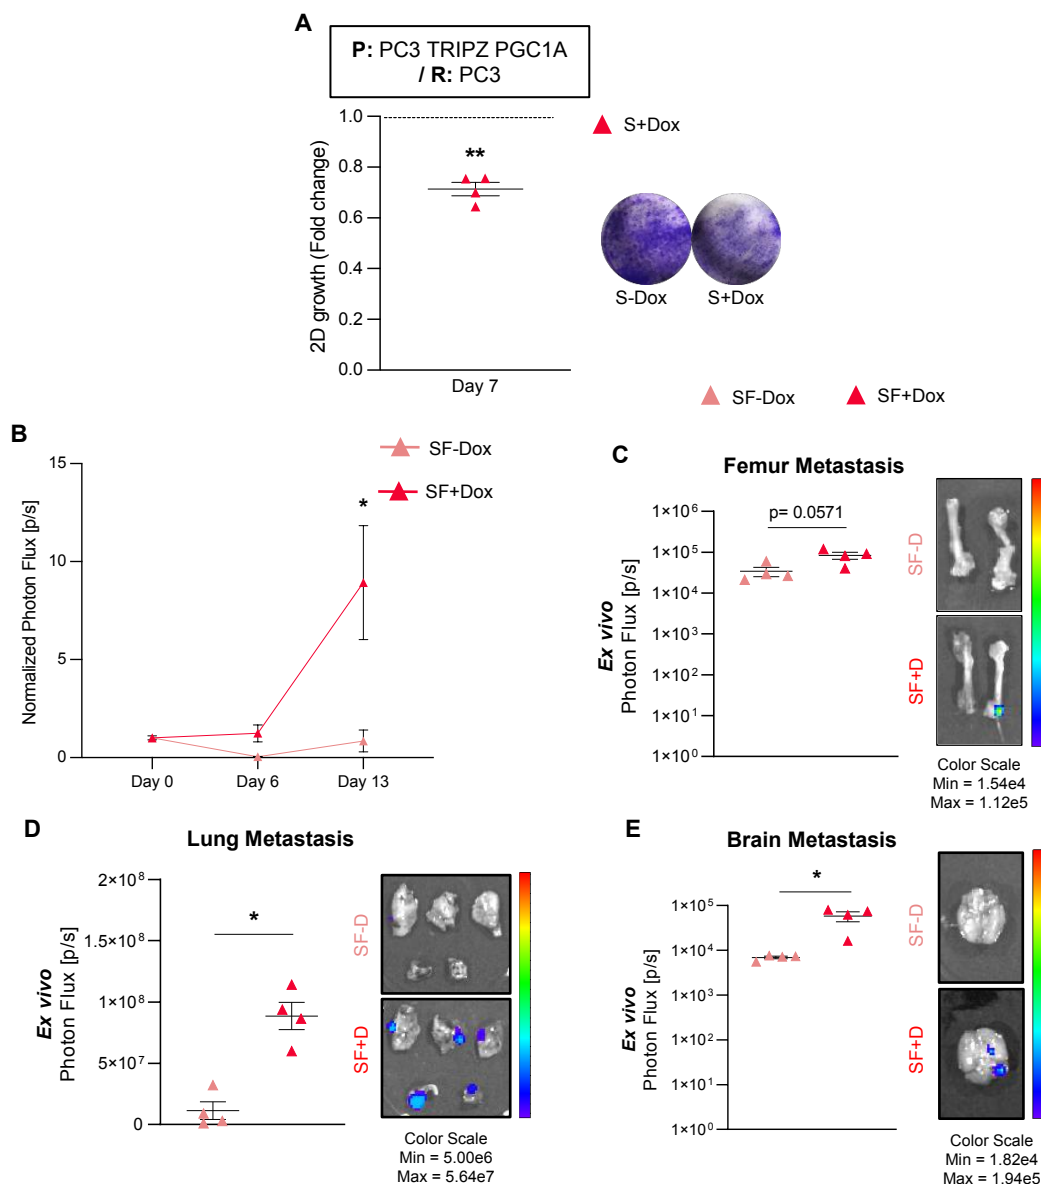 A
P: PC3 TRIPZ PGC1A
/ R: PC3
2D growth (Fold change)
1.0
0.8
0.6
0.4
0.2
0.0
**
Day 7
S+Dox
S-Dox
S+Dox
SF-Dox
SF+Dox
B
SF-Dox
SF+Dox
Normalized Photon Flux [p/s]
15
10
5
0
*
Day 0
Day 6
Day 13
C
Femur Metastasis
Ex vivo
Photon Flux [p/s]
1×10⁶
1×10⁵
1×10⁴
1×10³
1×10²
1×10¹
1×10⁰
p= 0.0571
SF-D
SF+D
Color Scale
Min = 1.54e4
Max = 1.12e5
D
Lung Metastasis
Ex vivo
Photon Flux [p/s]
2×10⁸
1×10⁸
1×10⁸
5×10⁷
0
*
SF-D
SF+D
Color Scale
Min = 5.00e6
Max = 5.64e7
E
Brain Metastasis
Ex vivo
Photon Flux [p/s]
1×10⁵
1×10⁴
1×10³
1×10²
1×10¹
1×10⁰
*
SF-D
SF+D
Color Scale
Min = 1.82e4
Max = 1.94e5